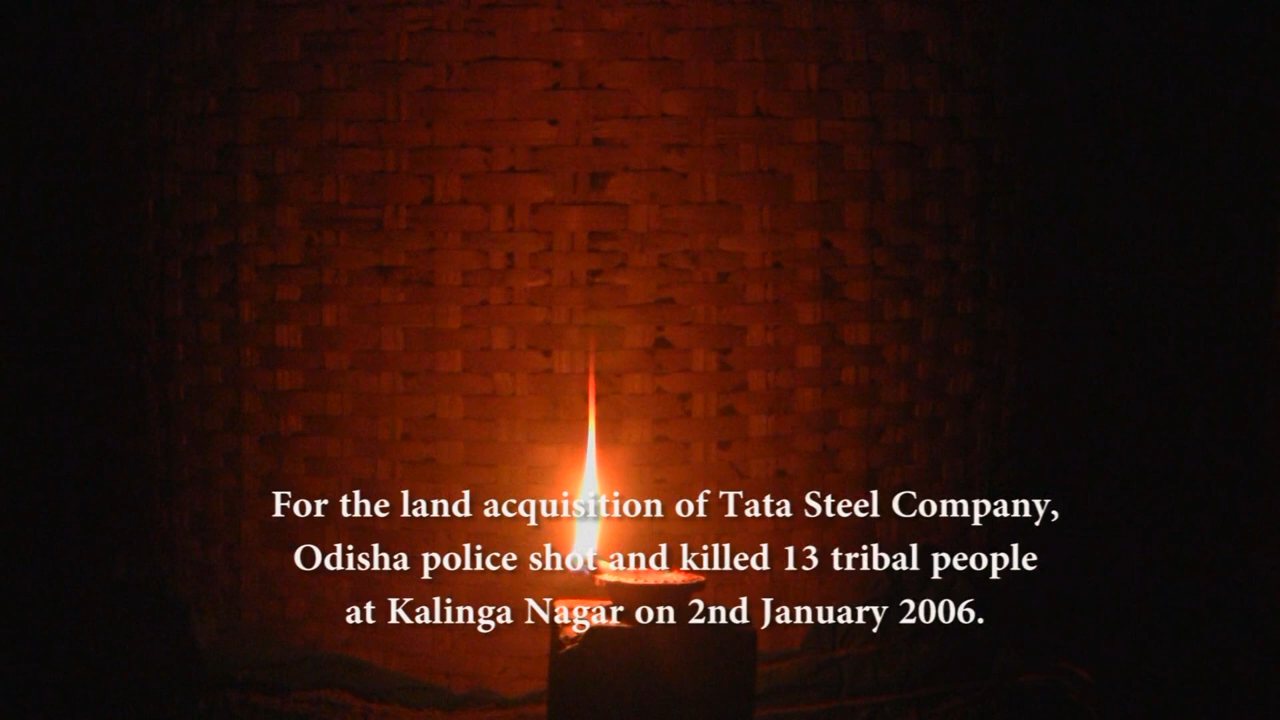 For the land acquisition of Tata Steel Company,
Odisha police shot and killed 13 tribal people
at Kalinga Nagar on 2nd January 2006.